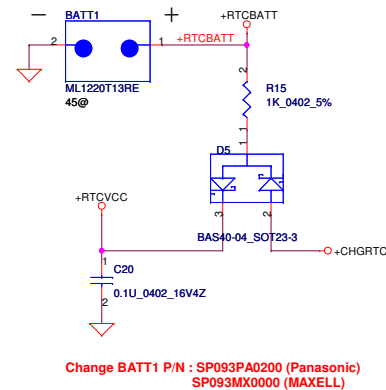 +RTCBATT
BATT1
− +
2 1
+RTCBATT
ML1220T13RE
45@
2
R15
1K_0402_5%
1
1
D5
3 2
BAS40-04_SOT23-3
+RTCVCC
+CHGRTC
1
C20
0.1U_0402_16V4Z
2
Change BATT1 P/N : SP093PA0200 (Panasonic)
SP093MX0000 (MAXELL)